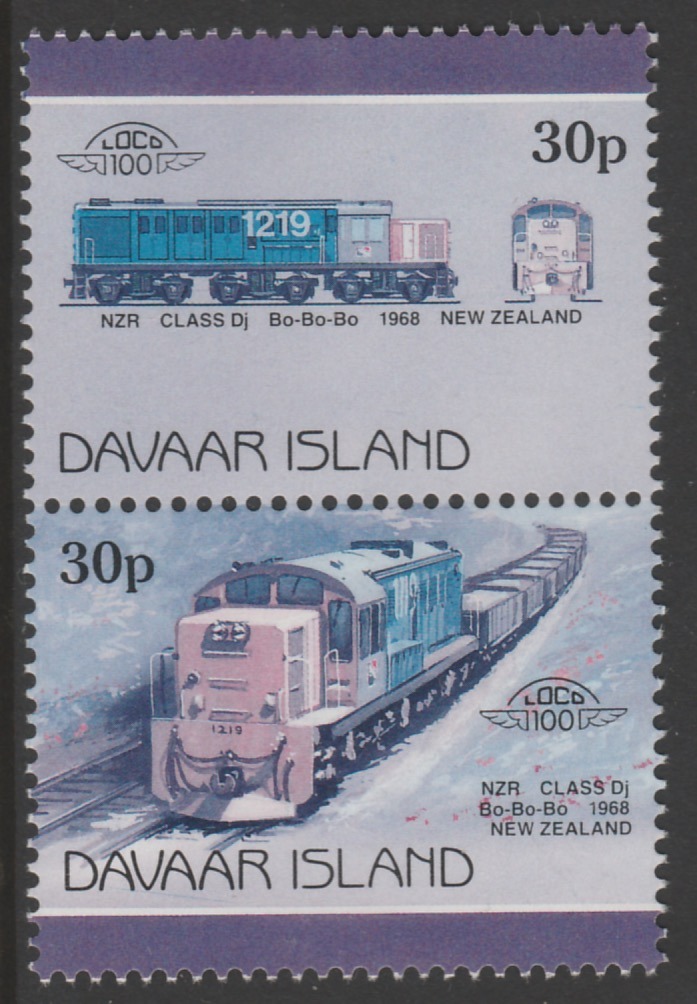 LOCO
100
30p
1219
NZR CLASS Dj Bo-Bo-Bo 1968 NEW ZEALAND
DAVAAR ISLAND
30p
1219
LOCO
100
NZR CLASS Dj
Bo-Bo-Bo 1968
NEW ZEALAND
DAVAAR ISLAND